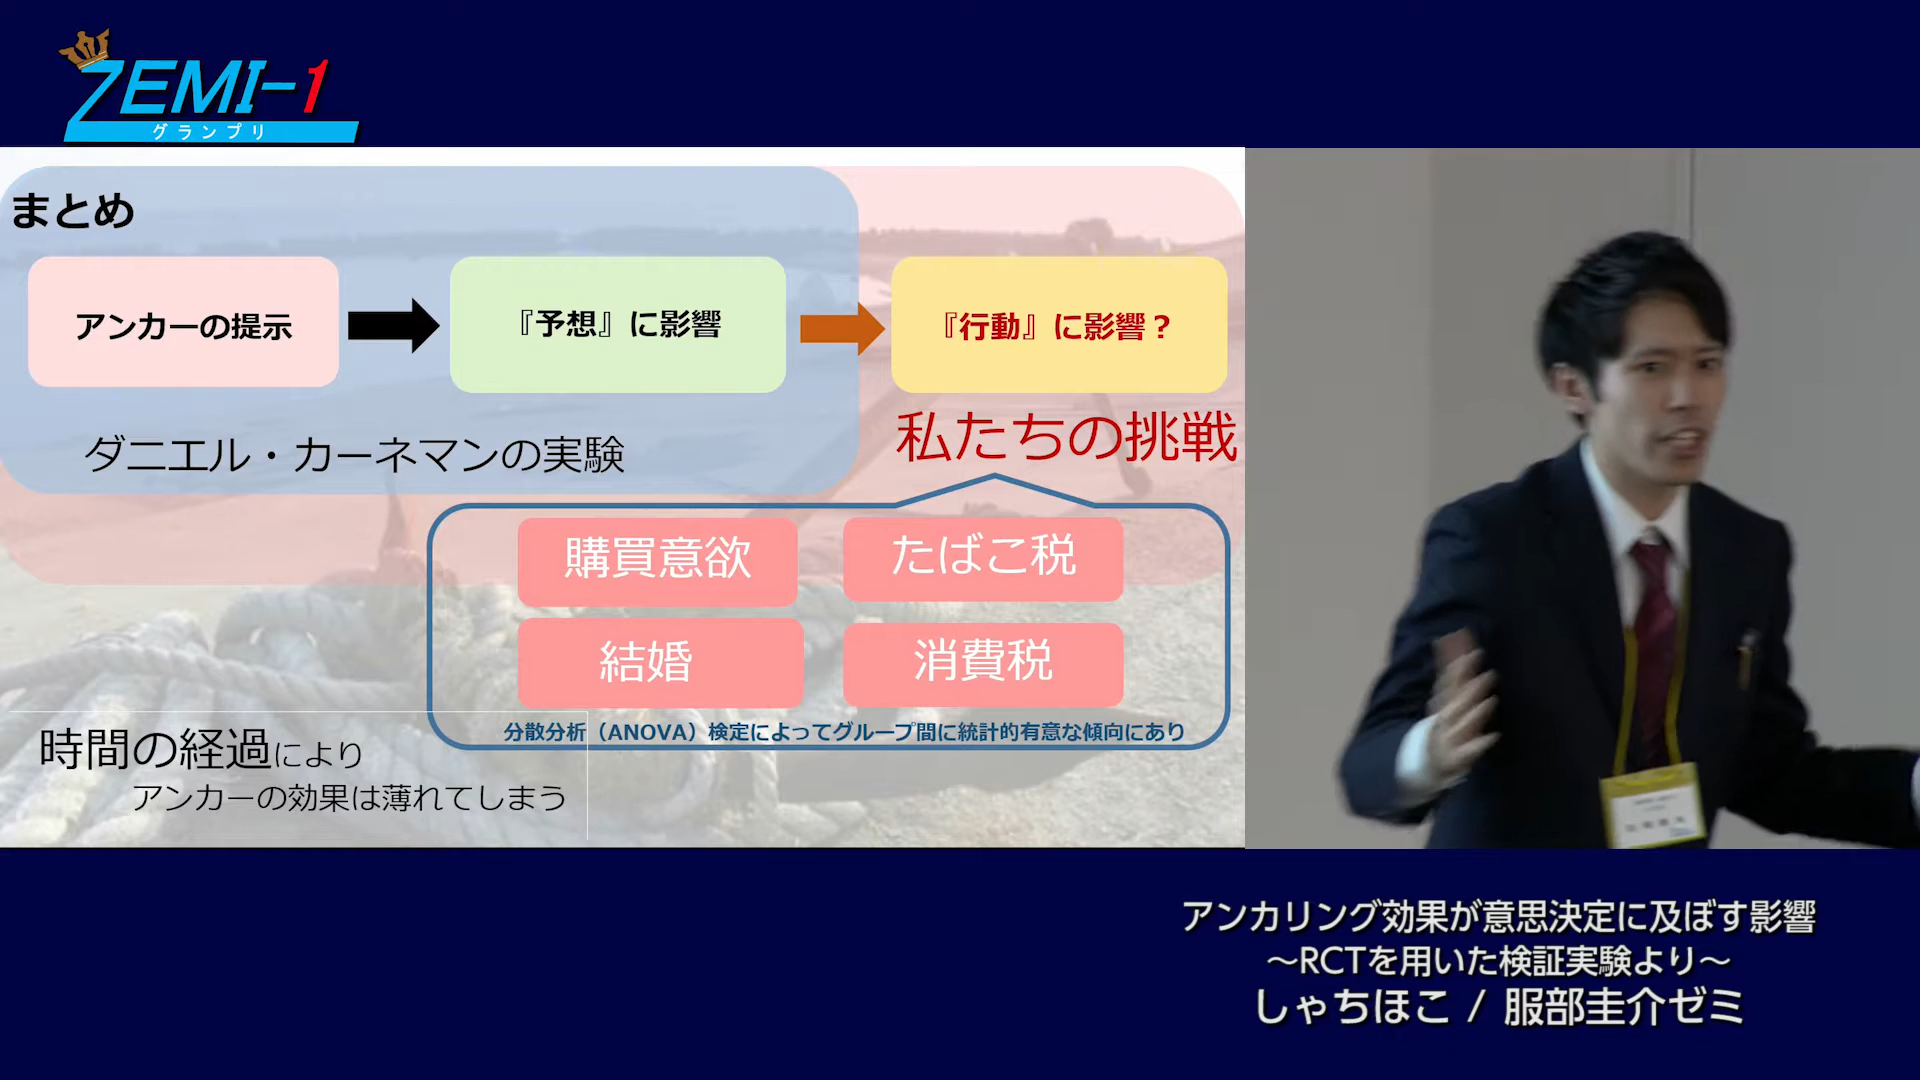 ZEMI-1
グランプリ
まとめ
アンカーの提示
『予想』に影響
『行動』に影響？
ダニエル・カーネマンの実験
私たちの挑戦
購買意欲
たばこ税
結婚
消費税
分散分析（ANOVA）検定によってグループ間に統計的有意な傾向にあり
時間の経過により
アンカーの効果は薄れてしまう
アンカリング効果が意思決定に及ぼす影響
～RCTを用いた検証実験より～
しゃちほこ / 服部圭介ゼミ